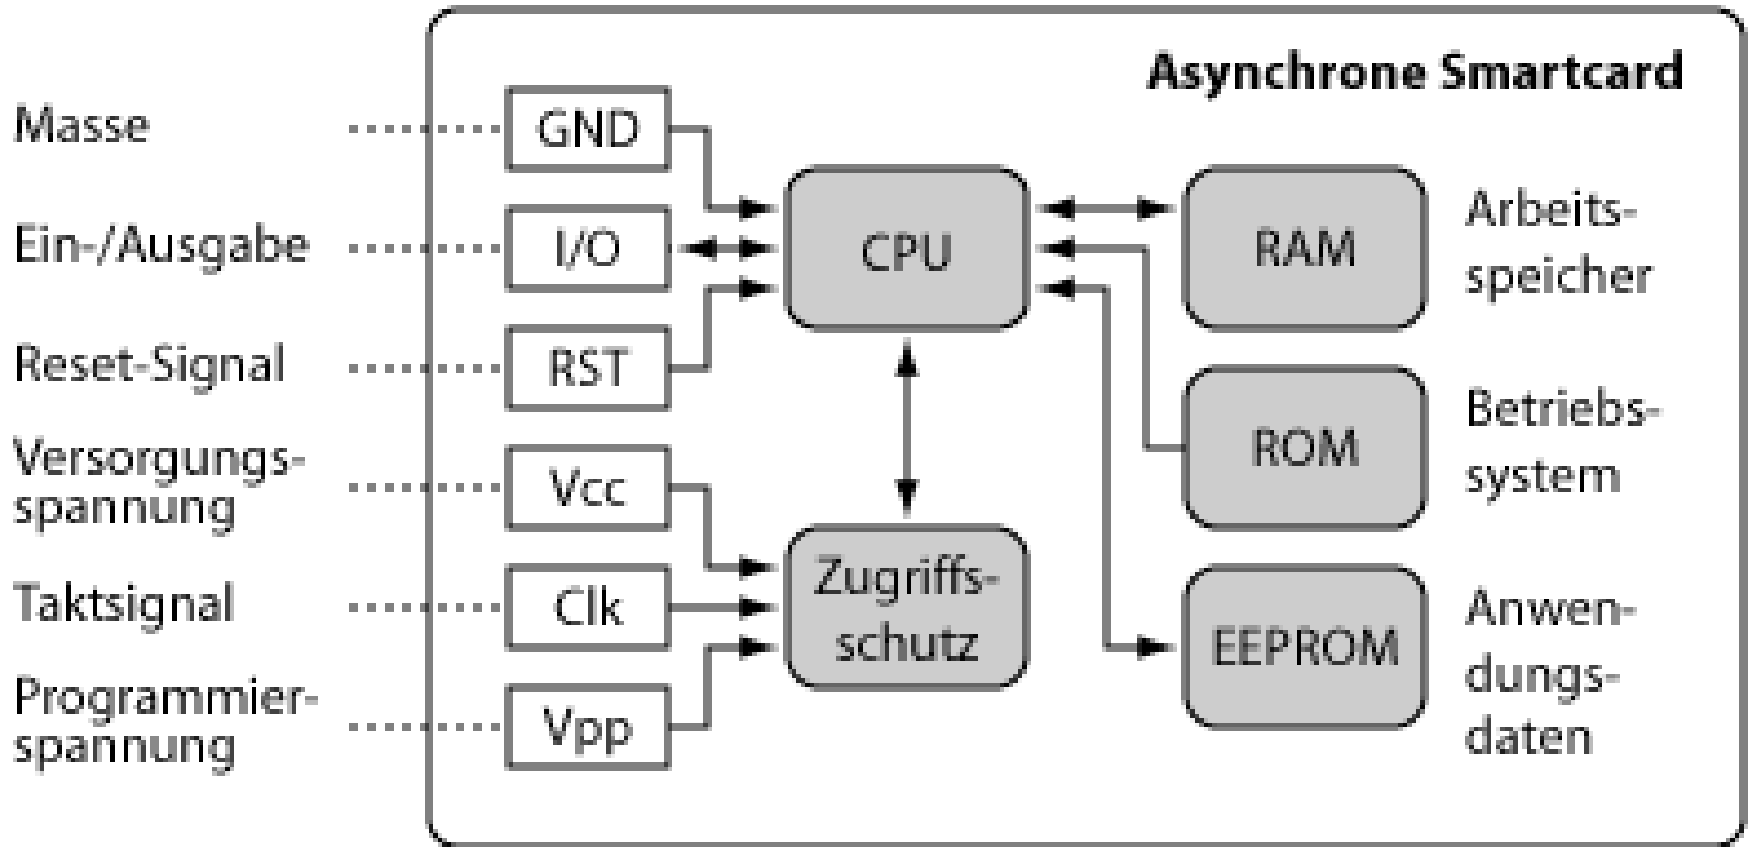 Asynchrone Smartcard
Masse
GND
Ein-/Ausgabe
I/O
Reset-Signal
RST
Versorgungs-
spannung
Vcc
Taktsignal
Clk
Programmier-
spannung
Vpp
CPU
Zugriffs-
schutz
RAM
Arbeits-
speicher
ROM
Betriebs-
system
EEPROM
Anwen-
dungs-
daten